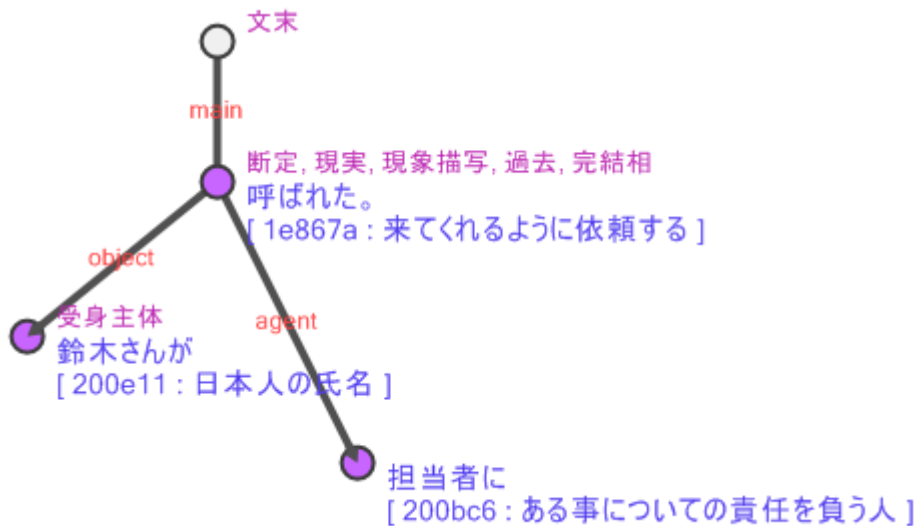 文末
main
断定, 現実, 現象描写, 過去, 完結相
呼ばれた。
[ 1e867a : 来てくれるように依頼する ]
object
agent
受身主体
鈴木さんが
[ 200e11 : 日本人の氏名 ]
担当者に
[ 200bc6 : ある事についての責任を負う人 ]